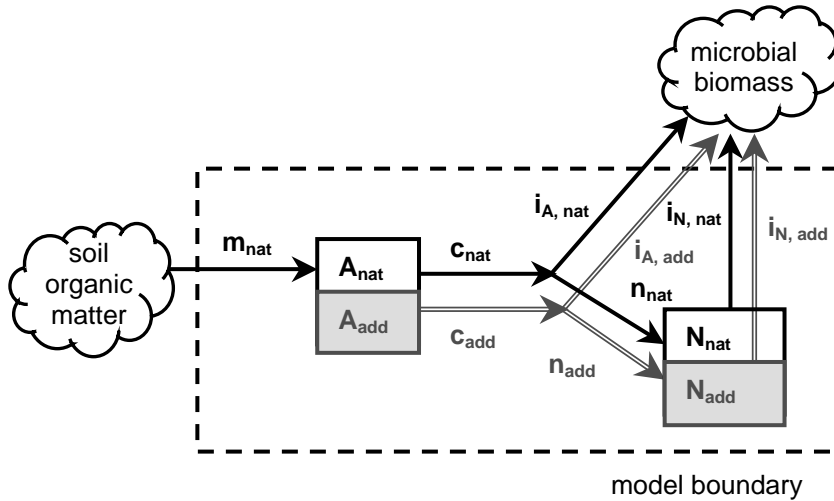 microbial
biomass
i_A, nat
i_N, nat
i_N, add
i_A, add
soil
organic
matter
m_nat
A_nat
c_nat
n_nat
A_add
c_add
n_add
N_nat
N_add
model boundary